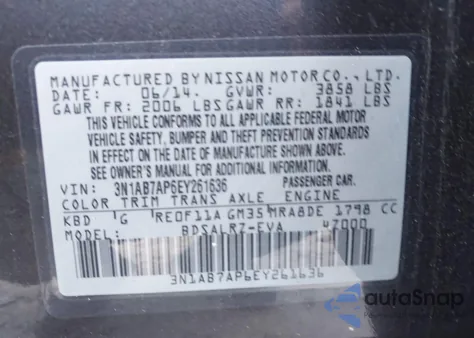 MANUFACTURED BY NISSAN MOTOR CO., LTD.
DATE: 06/14. GVWR: 3858 LBS
GAWR FR: 2006 LBS GAWR RR: 1841 LBS
THIS VEHICLE CONFORMS TO ALL APPLICABLE FEDERAL MOTOR
VEHICLE SAFETY, BUMPER AND THEFT PREVENTION STANDARDS
IN EFFECT ON THE DATE OF MANUFACTURE SHOWN ABOVE.
SEE OWNER'S MANUAL.
VIN: 3N1AB7AP6EY261636 PASSENGER CAR.
COLOR TRIM TRANS AXLE ENGINE
KBD G RE0F11A GM35 MRA8DE 1798 CC
MODEL: BDSALRZ-EVA 4Z000
3N1AB7AP6EY261636
autoSnap